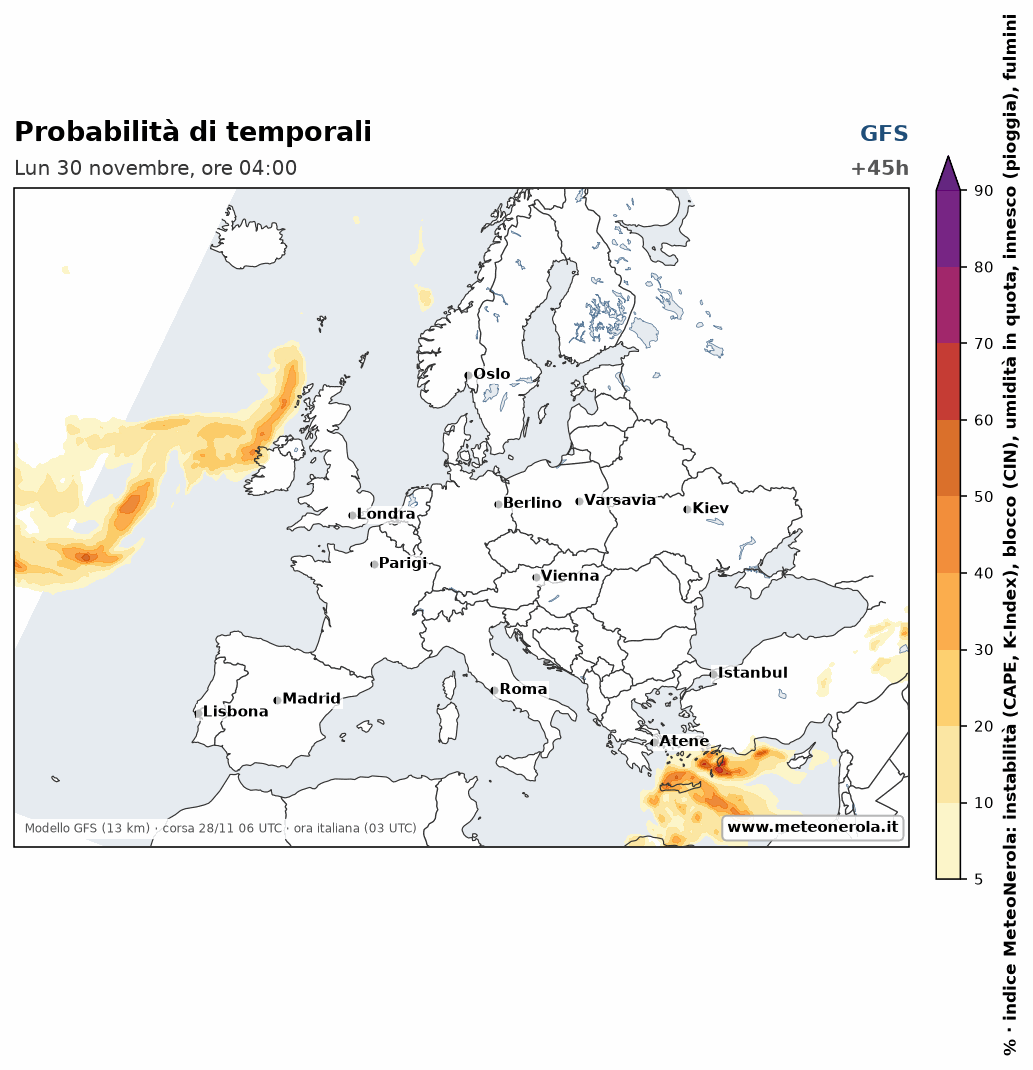 Probabilità di temporali
GFS
Lun 30 novembre, ore 04:00
+45h
Oslo
Londra
Berlino
Varsavia
Kiev
Parigi
Vienna
Istanbul
Roma
Madrid
Lisbona
Atene
Modello GFS (13 km) · corsa 28/11 06 UTC · ora italiana (03 UTC)
www.meteonerola.it
90
80
70
60
50
40
30
20
10
5
% · indice MeteoNerola: instabilità (CAPE, K-Index), blocco (CIN), umidità in quota, innesco (pioggia), fulmini